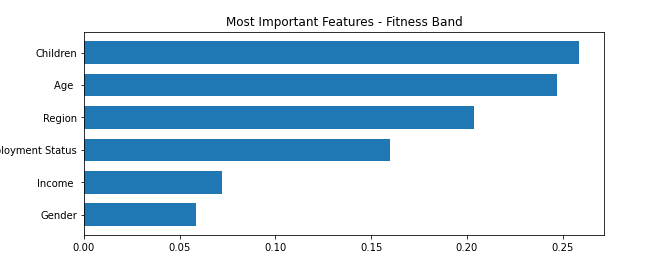 Most Important Features - Fitness Band
Children
Age
Region
loyment Status
Income
Gender
0.00 0.05 0.10 0.15 0.20 0.25